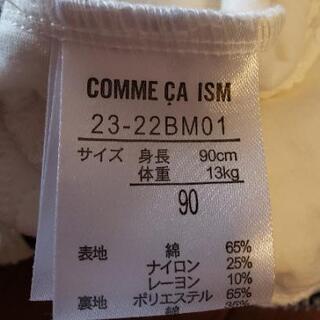 COMME ÇA ISM
23-22BM01
サイズ 身長 90cm
体重 13kg
90
表地 綿 65%
ナイロン 25%
レーヨン 10%
裏地 ポリエステル 65%
綿 35%